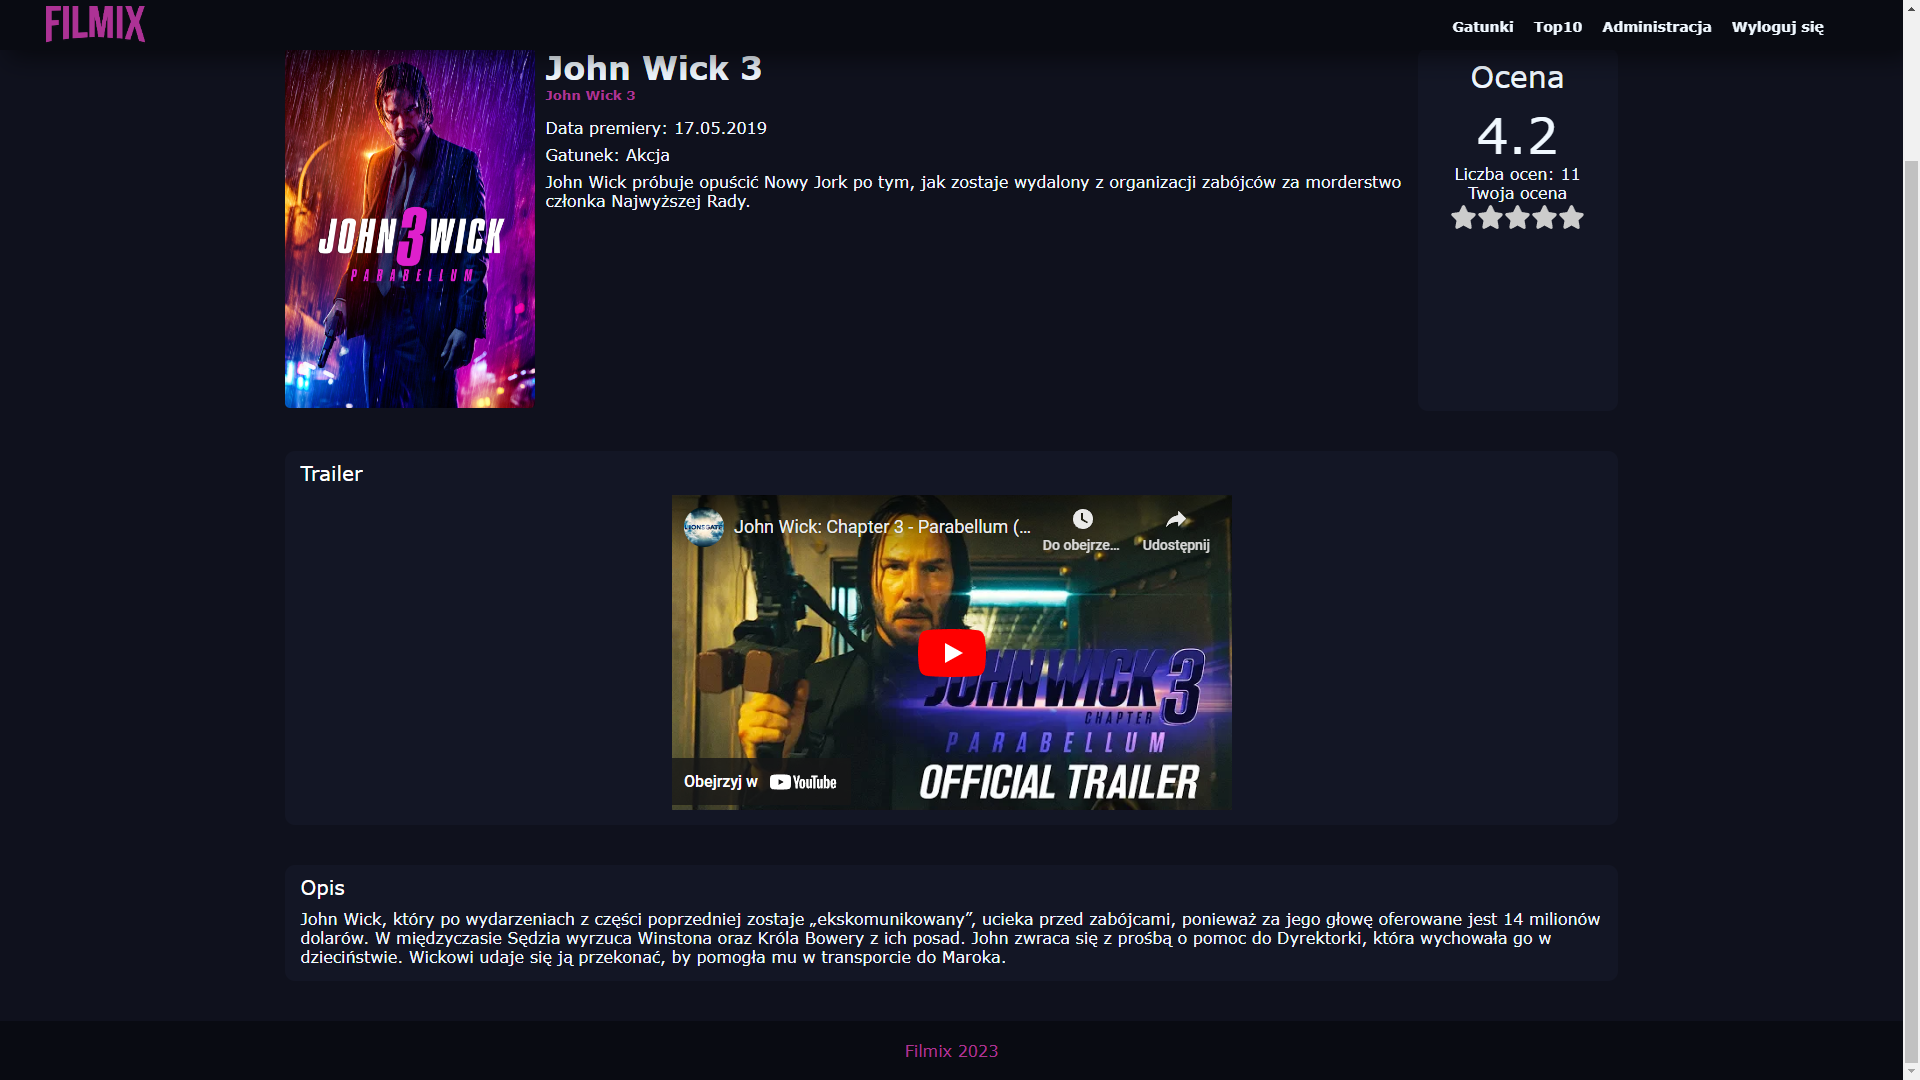 FILMIX
Gatunki Top10 Administracja Wyloguj się
JOHN 3 WICK
PARABELLUM
John Wick 3
John Wick 3
Data premiery: 17.05.2019
Gatunek: Akcja
John Wick próbuje opuścić Nowy Jork po tym, jak zostaje wydalony z organizacji zabójców za morderstwo
członka Najwyższej Rady.
Ocena
4.2
Liczba ocen: 11
Twoja ocena
Trailer
LIONSGATE
John Wick: Chapter 3 - Parabellum (...
Do obejrze...
Udostępnij
JOHN WICK 3
CHAPTER
PARABELLUM
OFFICIAL TRAILER
Obejrzyj w YouTube
Opis
John Wick, który po wydarzeniach z części poprzedniej zostaje „ekskomunikowany”, ucieka przed zabójcami, ponieważ za jego głowę oferowane jest 14 milionów
dolarów. W międzyczasie Sędzia wyrzuca Winstona oraz Króla Bowery z ich posad. John zwraca się z prośbą o pomoc do Dyrektorki, która wychowała go w
dzieciństwie. Wickowi udaje się ją przekonać, by pomogła mu w transporcie do Maroka.
Filmix 2023